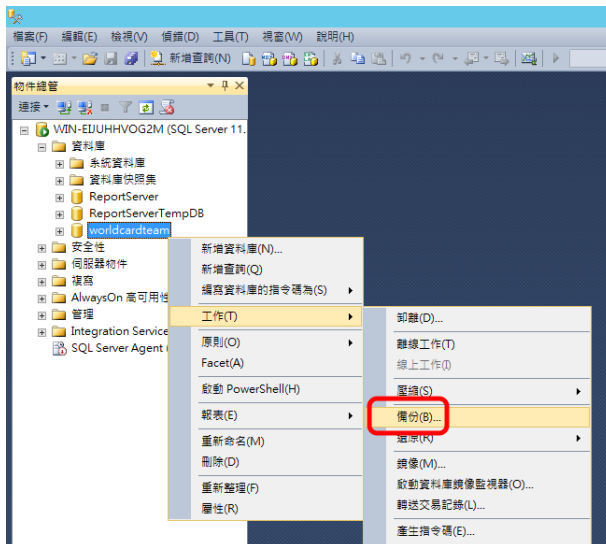 檔案(F) 編輯(E) 檢視(V) 偵錯(D) 工具(T) 視窗(W) 說明(H)
新增查詢(N)
物件總管
連接
WIN-EIJUHHVOG2M (SQL Server 11.
資料庫
系統資料庫
資料庫快照集
ReportServer
ReportServerTempDB
worldcardteam
安全性
伺服器物件
複寫
AlwaysOn 高可用性
管理
Integration Service
SQL Server Agent
新增資料庫(N)...
新增查詢(Q)
編寫資料庫的指令碼為(S)
工作(T)
原則(O)
Facet(A)
啟動 PowerShell(H)
報表(E)
重新命名(M)
刪除(D)
重新整理(F)
屬性(R)
卸離(D)...
離線工作(T)
線上工作(I)
壓縮(S)
備份(B)...
還原(R)
鏡像(M)...
啟動資料庫鏡像監視器(O)...
轉送交易記錄(L)...
產生指令碼(E)...